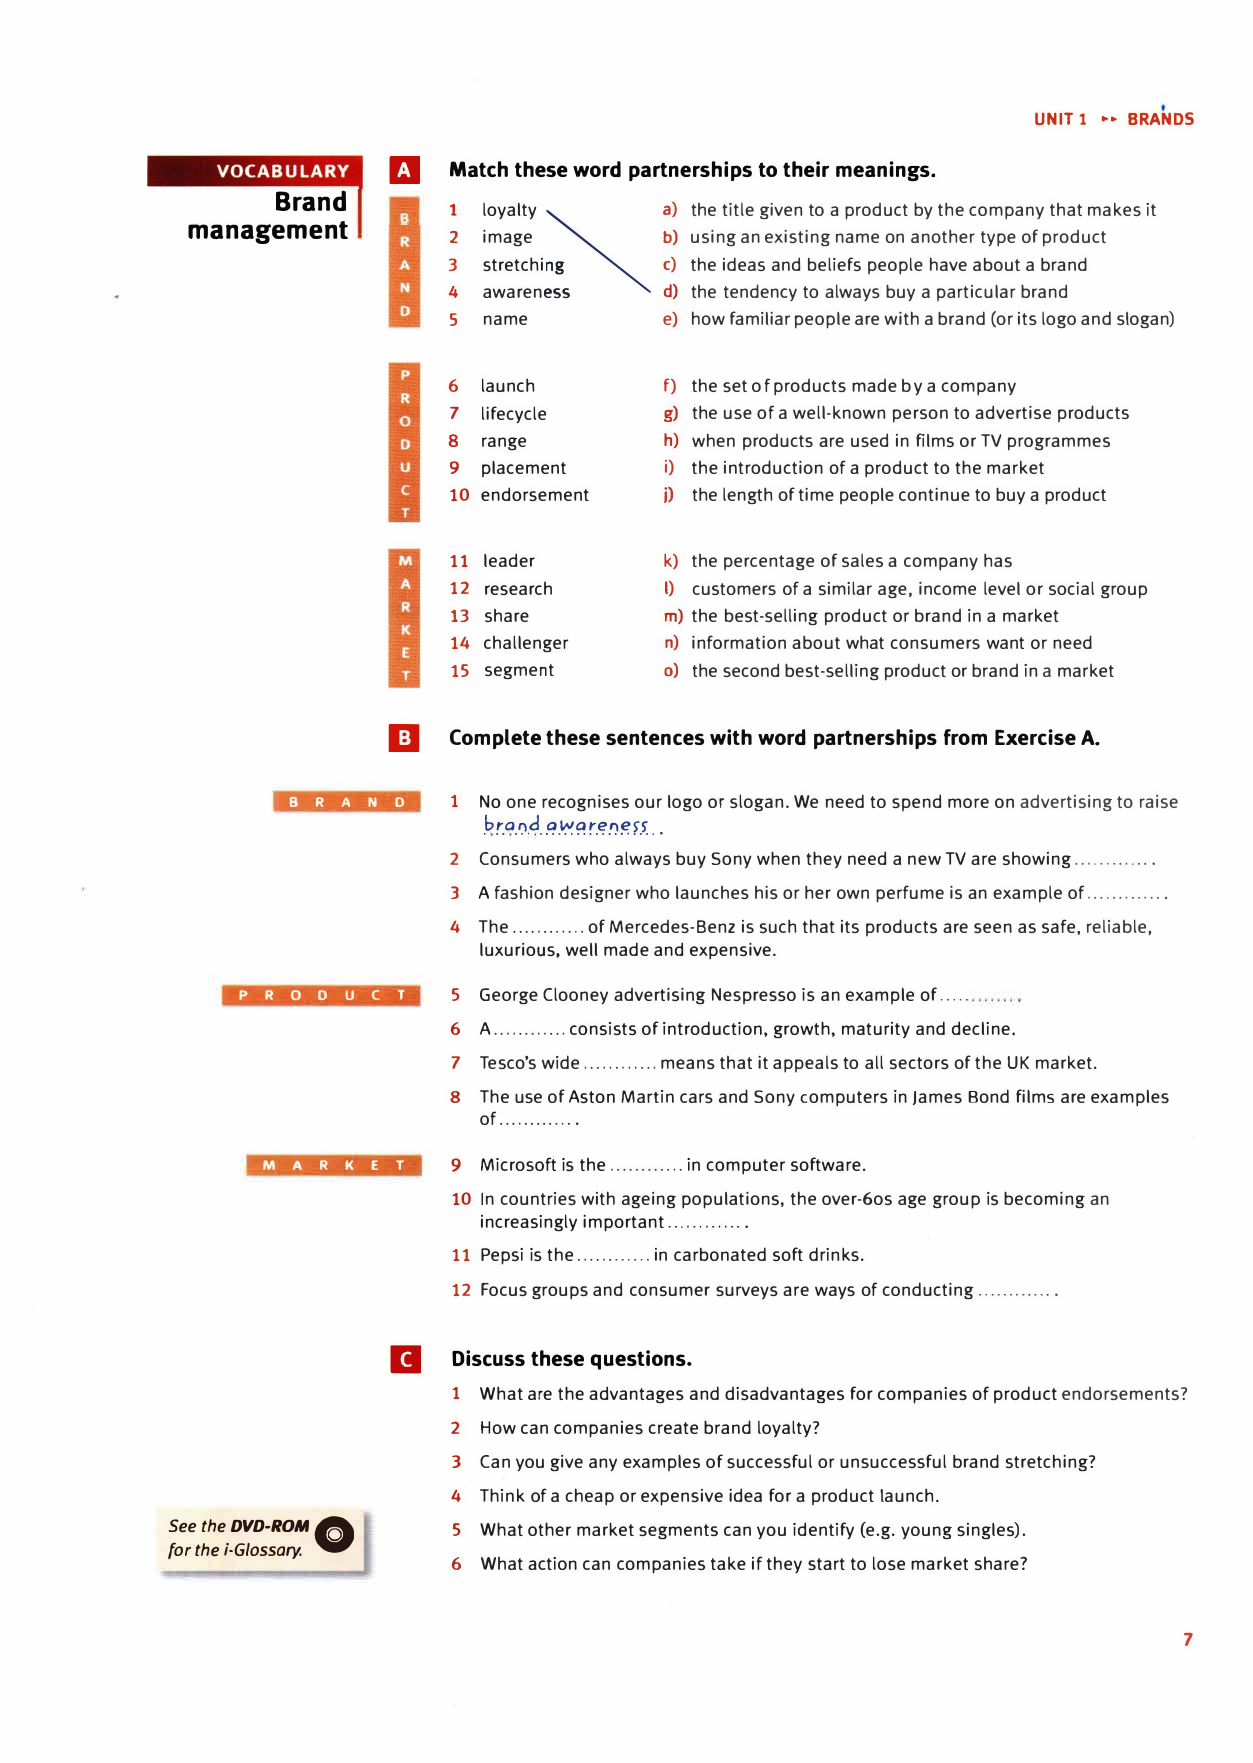 UNIT 1 ▸▸ BRANDS
VOCABULARY
Brand
management
A Match these word partnerships to their meanings.
BRAND
1 loyalty a) the title given to a product by the company that makes it
2 image b) using an existing name on another type of product
3 stretching c) the ideas and beliefs people have about a brand
4 awareness d) the tendency to always buy a particular brand
5 name e) how familiar people are with a brand (or its logo and slogan)
PRODUCT
6 launch f) the set of products made by a company
7 lifecycle g) the use of a well-known person to advertise products
8 range h) when products are used in films or TV programmes
9 placement i) the introduction of a product to the market
10 endorsement j) the length of time people continue to buy a product
MARKET
11 leader k) the percentage of sales a company has
12 research l) customers of a similar age, income level or social group
13 share m) the best-selling product or brand in a market
14 challenger n) information about what consumers want or need
15 segment o) the second best-selling product or brand in a market
B Complete these sentences with word partnerships from Exercise A.
BRAND
1 No one recognises our logo or slogan. We need to spend more on advertising to raise
brand awareness .
2 Consumers who always buy Sony when they need a new TV are showing ............ .
3 A fashion designer who launches his or her own perfume is an example of ............ .
4 The ............ of Mercedes-Benz is such that its products are seen as safe, reliable,
luxurious, well made and expensive.
PRODUCT
5 George Clooney advertising Nespresso is an example of ............ .
6 A ............ consists of introduction, growth, maturity and decline.
7 Tesco's wide ............ means that it appeals to all sectors of the UK market.
8 The use of Aston Martin cars and Sony computers in James Bond films are examples
of ............ .
MARKET
9 Microsoft is the ............ in computer software.
10 In countries with ageing populations, the over-60s age group is becoming an
increasingly important ............ .
11 Pepsi is the ............ in carbonated soft drinks.
12 Focus groups and consumer surveys are ways of conducting ............ .
C Discuss these questions.
1 What are the advantages and disadvantages for companies of product endorsements?
2 How can companies create brand loyalty?
3 Can you give any examples of successful or unsuccessful brand stretching?
4 Think of a cheap or expensive idea for a product launch.
5 What other market segments can you identify (e.g. young singles).
6 What action can companies take if they start to lose market share?
See the DVD-ROM
for the i-Glossary.
7